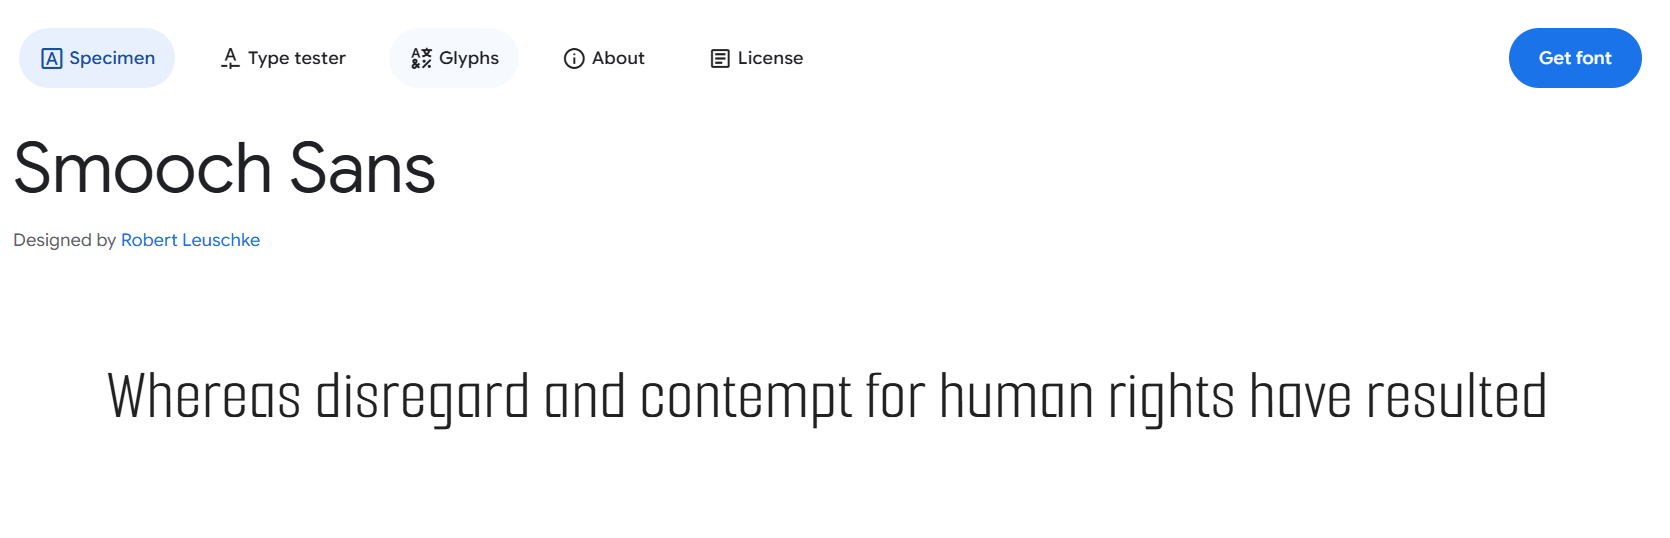 Specimen
Type tester
Glyphs
About
License
Get font
Smooch Sans
Designed by Robert Leuschke
Whereas disregard and contempt for human rights have resulted